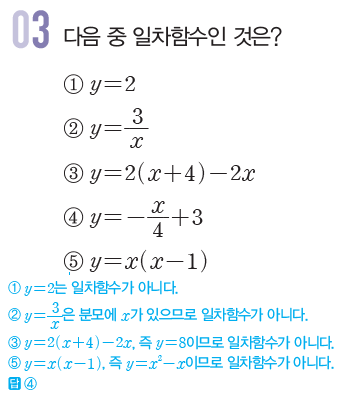 03 다음 중 일차함수인 것은?
① y=2
② y=3/x
③ y=2(x+4)-2x
④ y=-x/4+3
⑤ y=x(x-1)
① y=2는 일차함수가 아니다.
② y=3/x은 분모에 x가 있으므로 일차함수가 아니다.
③ y=2(x+4)-2x, 즉 y=8이므로 일차함수가 아니다.
⑤ y=x(x-1), 즉 y=x²-x이므로 일차함수가 아니다.
답 ④